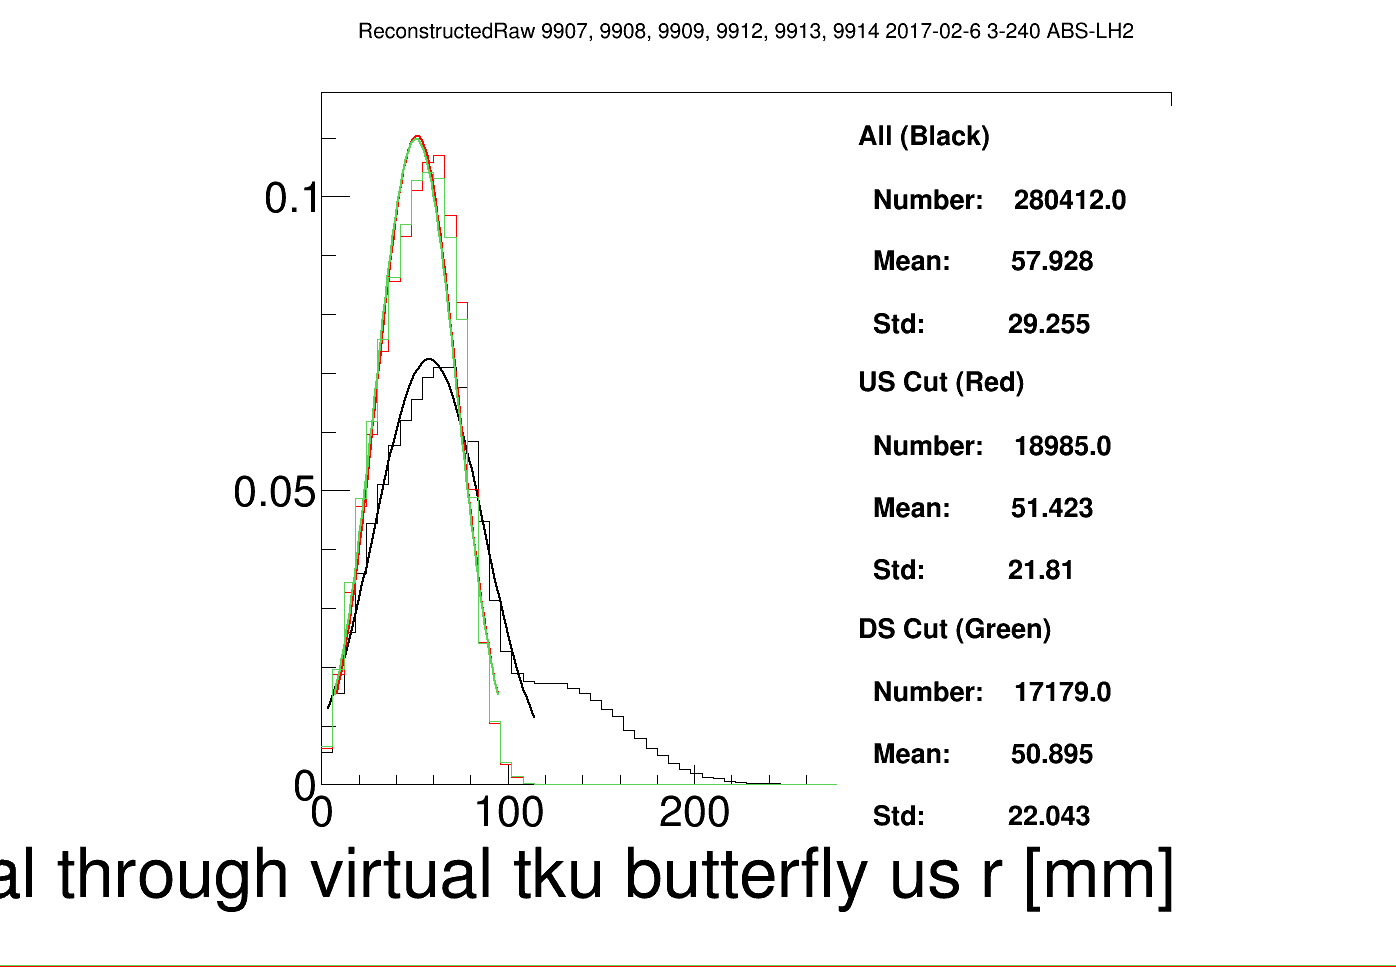 ReconstructedRaw 9907, 9908, 9909, 9912, 9913, 9914 2017-02-6 3-240 ABS-LH2
All (Black)
Number: 280412.0
Mean: 57.928
Std: 29.255
US Cut (Red)
Number: 18985.0
Mean: 51.423
Std: 21.81
DS Cut (Green)
Number: 17179.0
Mean: 50.895
Std: 22.043
0.1
0.05
0
0 100 200
al through virtual tku butterfly us r [mm]